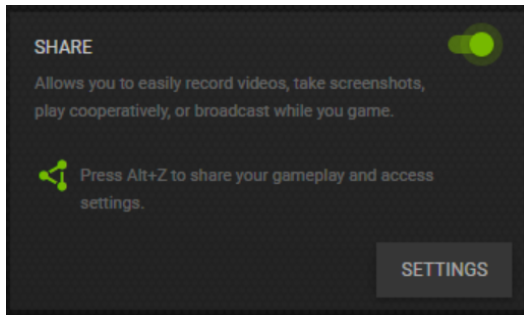 SHARE
Allows you to easily record videos, take screenshots,
play cooperatively, or broadcast while you game.
Press Alt+Z to share your gameplay and access
settings.
SETTINGS